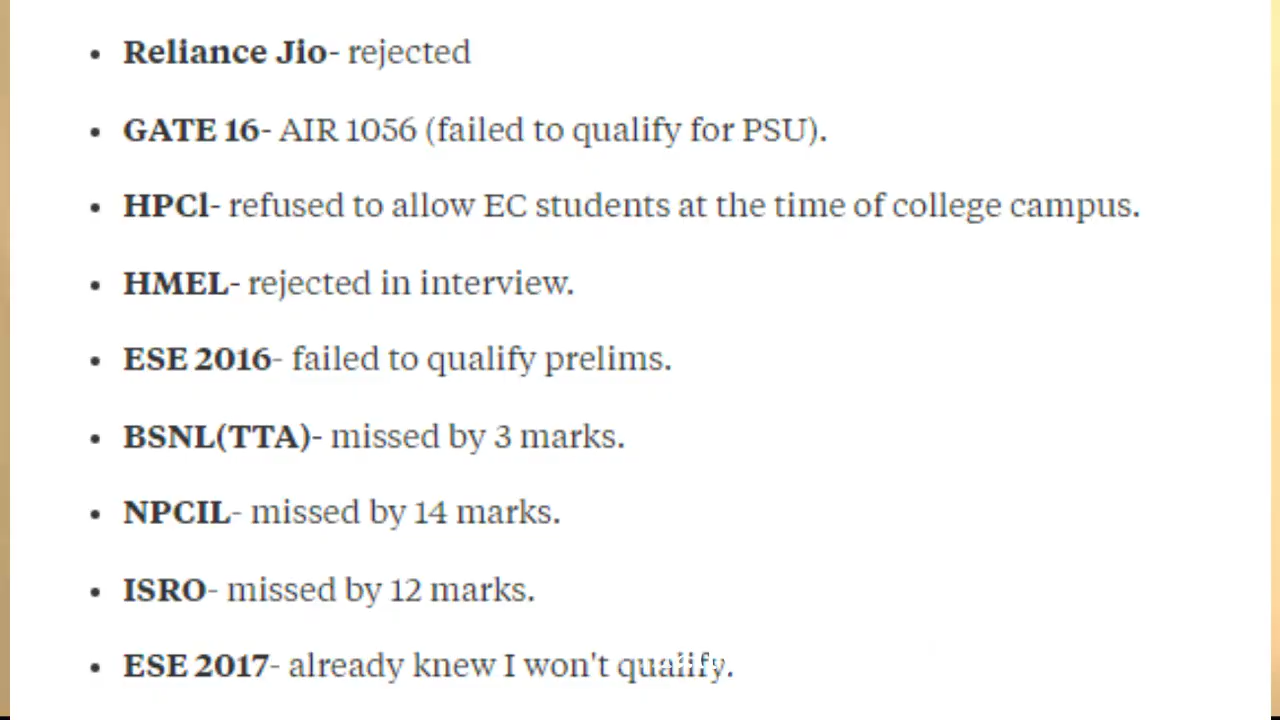 • Reliance Jio- rejected
• GATE 16- AIR 1056 (failed to qualify for PSU).
• HPCl- refused to allow EC students at the time of college campus.
• HMEL- rejected in interview.
• ESE 2016- failed to qualify prelims.
• BSNL(TTA)- missed by 3 marks.
• NPCIL- missed by 14 marks.
• ISRO- missed by 12 marks.
• ESE 2017- already knew I won't qualify.